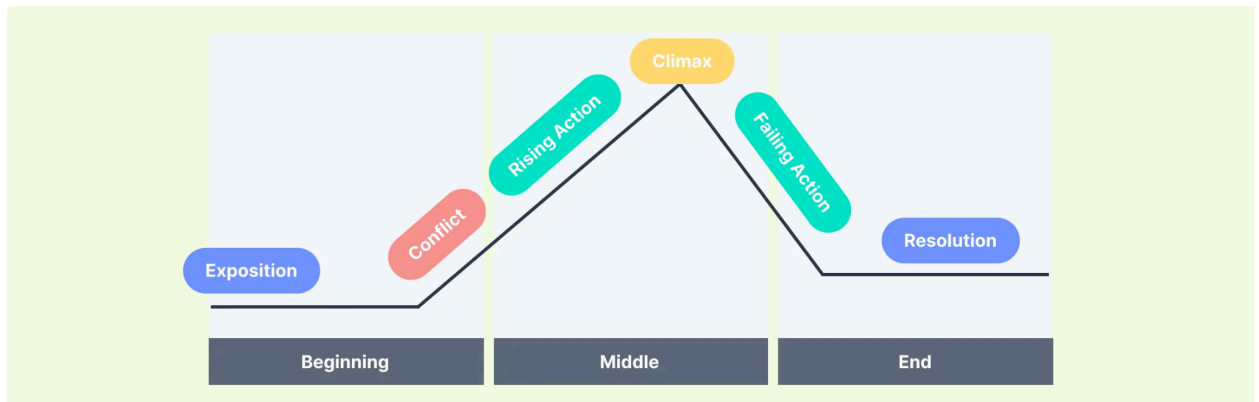 Climax
Rising Action
Failing Action
Conflict
Resolution
Exposition
Beginning
Middle
End